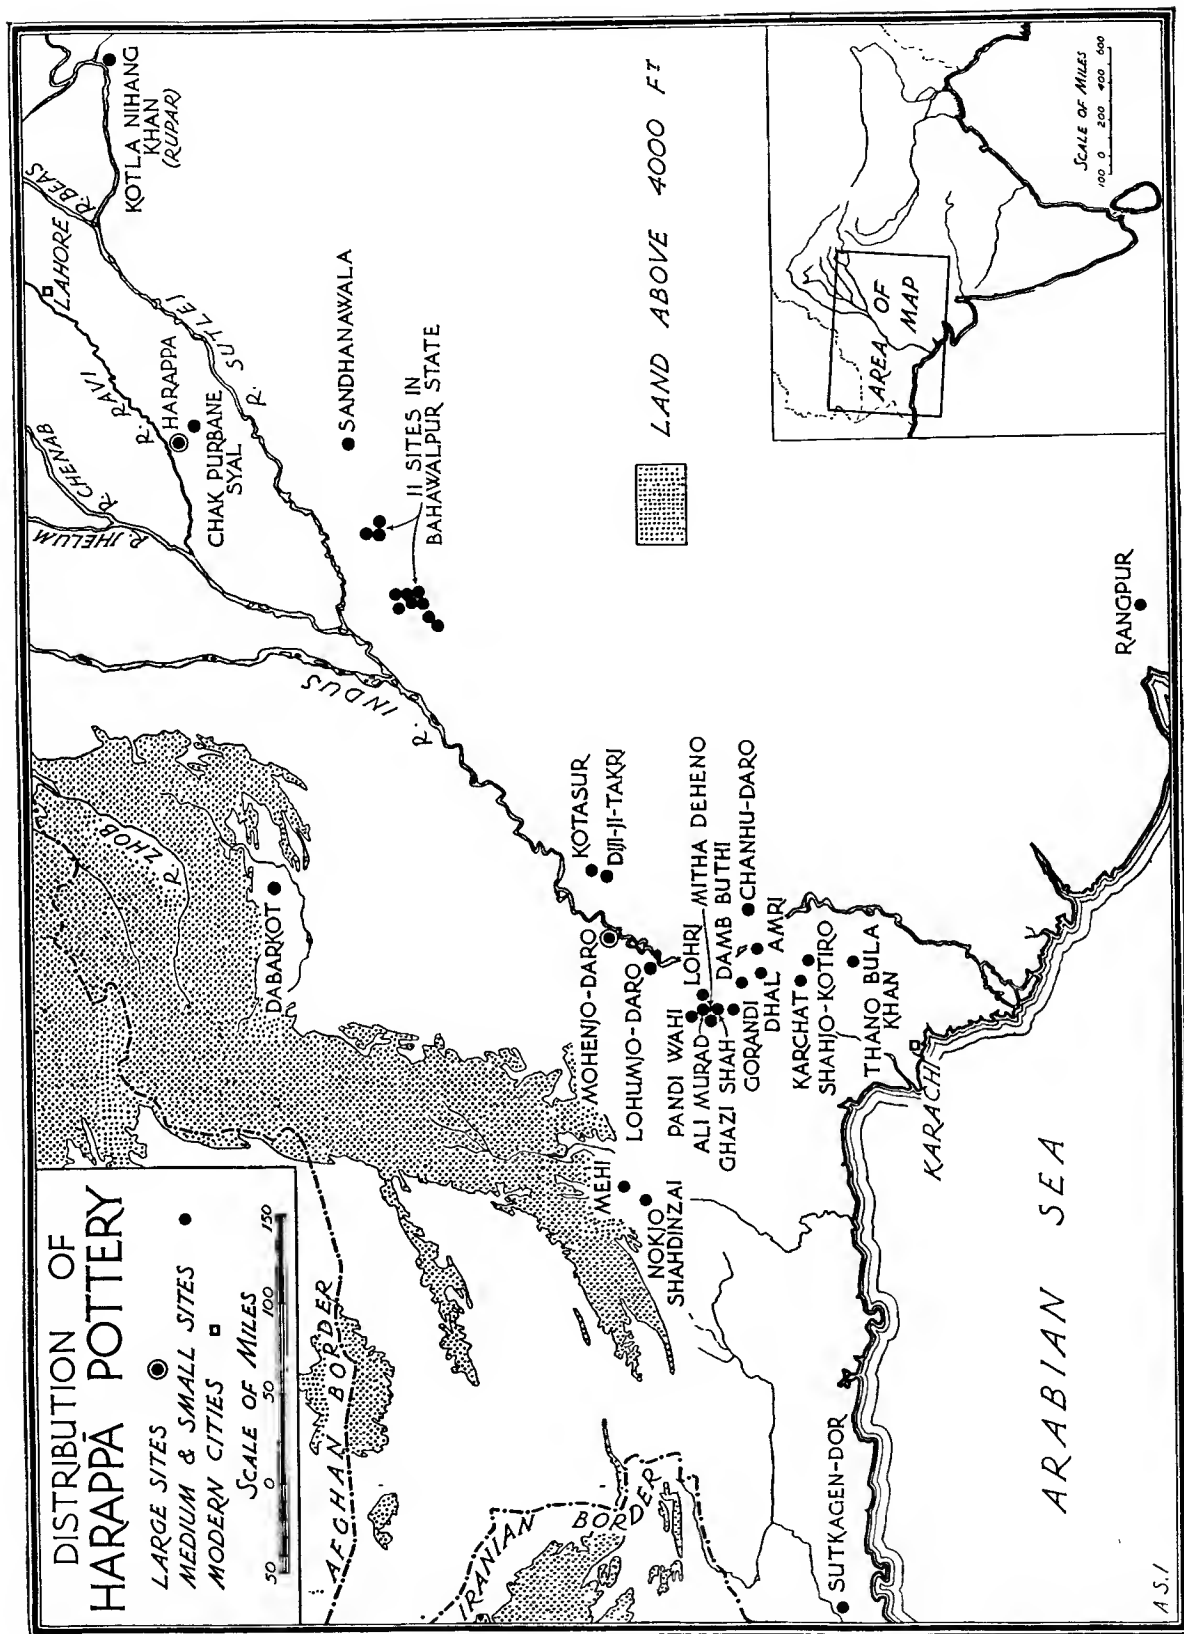 DISTRIBUTION OF
HARAPPĀ POTTERY
LARGE SITES
MEDIUM & SMALL SITES
MODERN CITIES
SCALE OF MILES
50 0 50 100 150
AFGHAN BORDER
IRANIAN
BORDER
R. ZHOB
DABARKOT
R. INDUS
R. JHELUM
R. CHENAB
R. RAVI
LAHORE
R. BEAS
HARAPPA
CHAK PURBANE
SYAL
R. SUTLEJ
KOTLA NIHANG
KHAN
(RUPAR)
SANDHANAWALA
11 SITES IN
BAHAWALPUR STATE
MEHI
NOKJO
SHAHDINZAI
MOHENJO-DARO
LOHUMJO-DARO
KOTASUR
DIJI-JI-TAKRI
PANDI WAHI
LOHRI
MITHA DEHENO
ALI MURAD
GHAZI SHAH
DAMB BUTHI
GORANDI
CHANHU-DARO
DHAL
AMRI
KARCHAT
SHAHJO-KOTIRO
THANO BULA
KHAN
KARACHI
SUTKAGEN-DOR
ARABIAN SEA
RANGPUR
LAND ABOVE 4000 FT
AREA
OF
MAP
SCALE OF MILES
100 0 200 400 600
A S. I